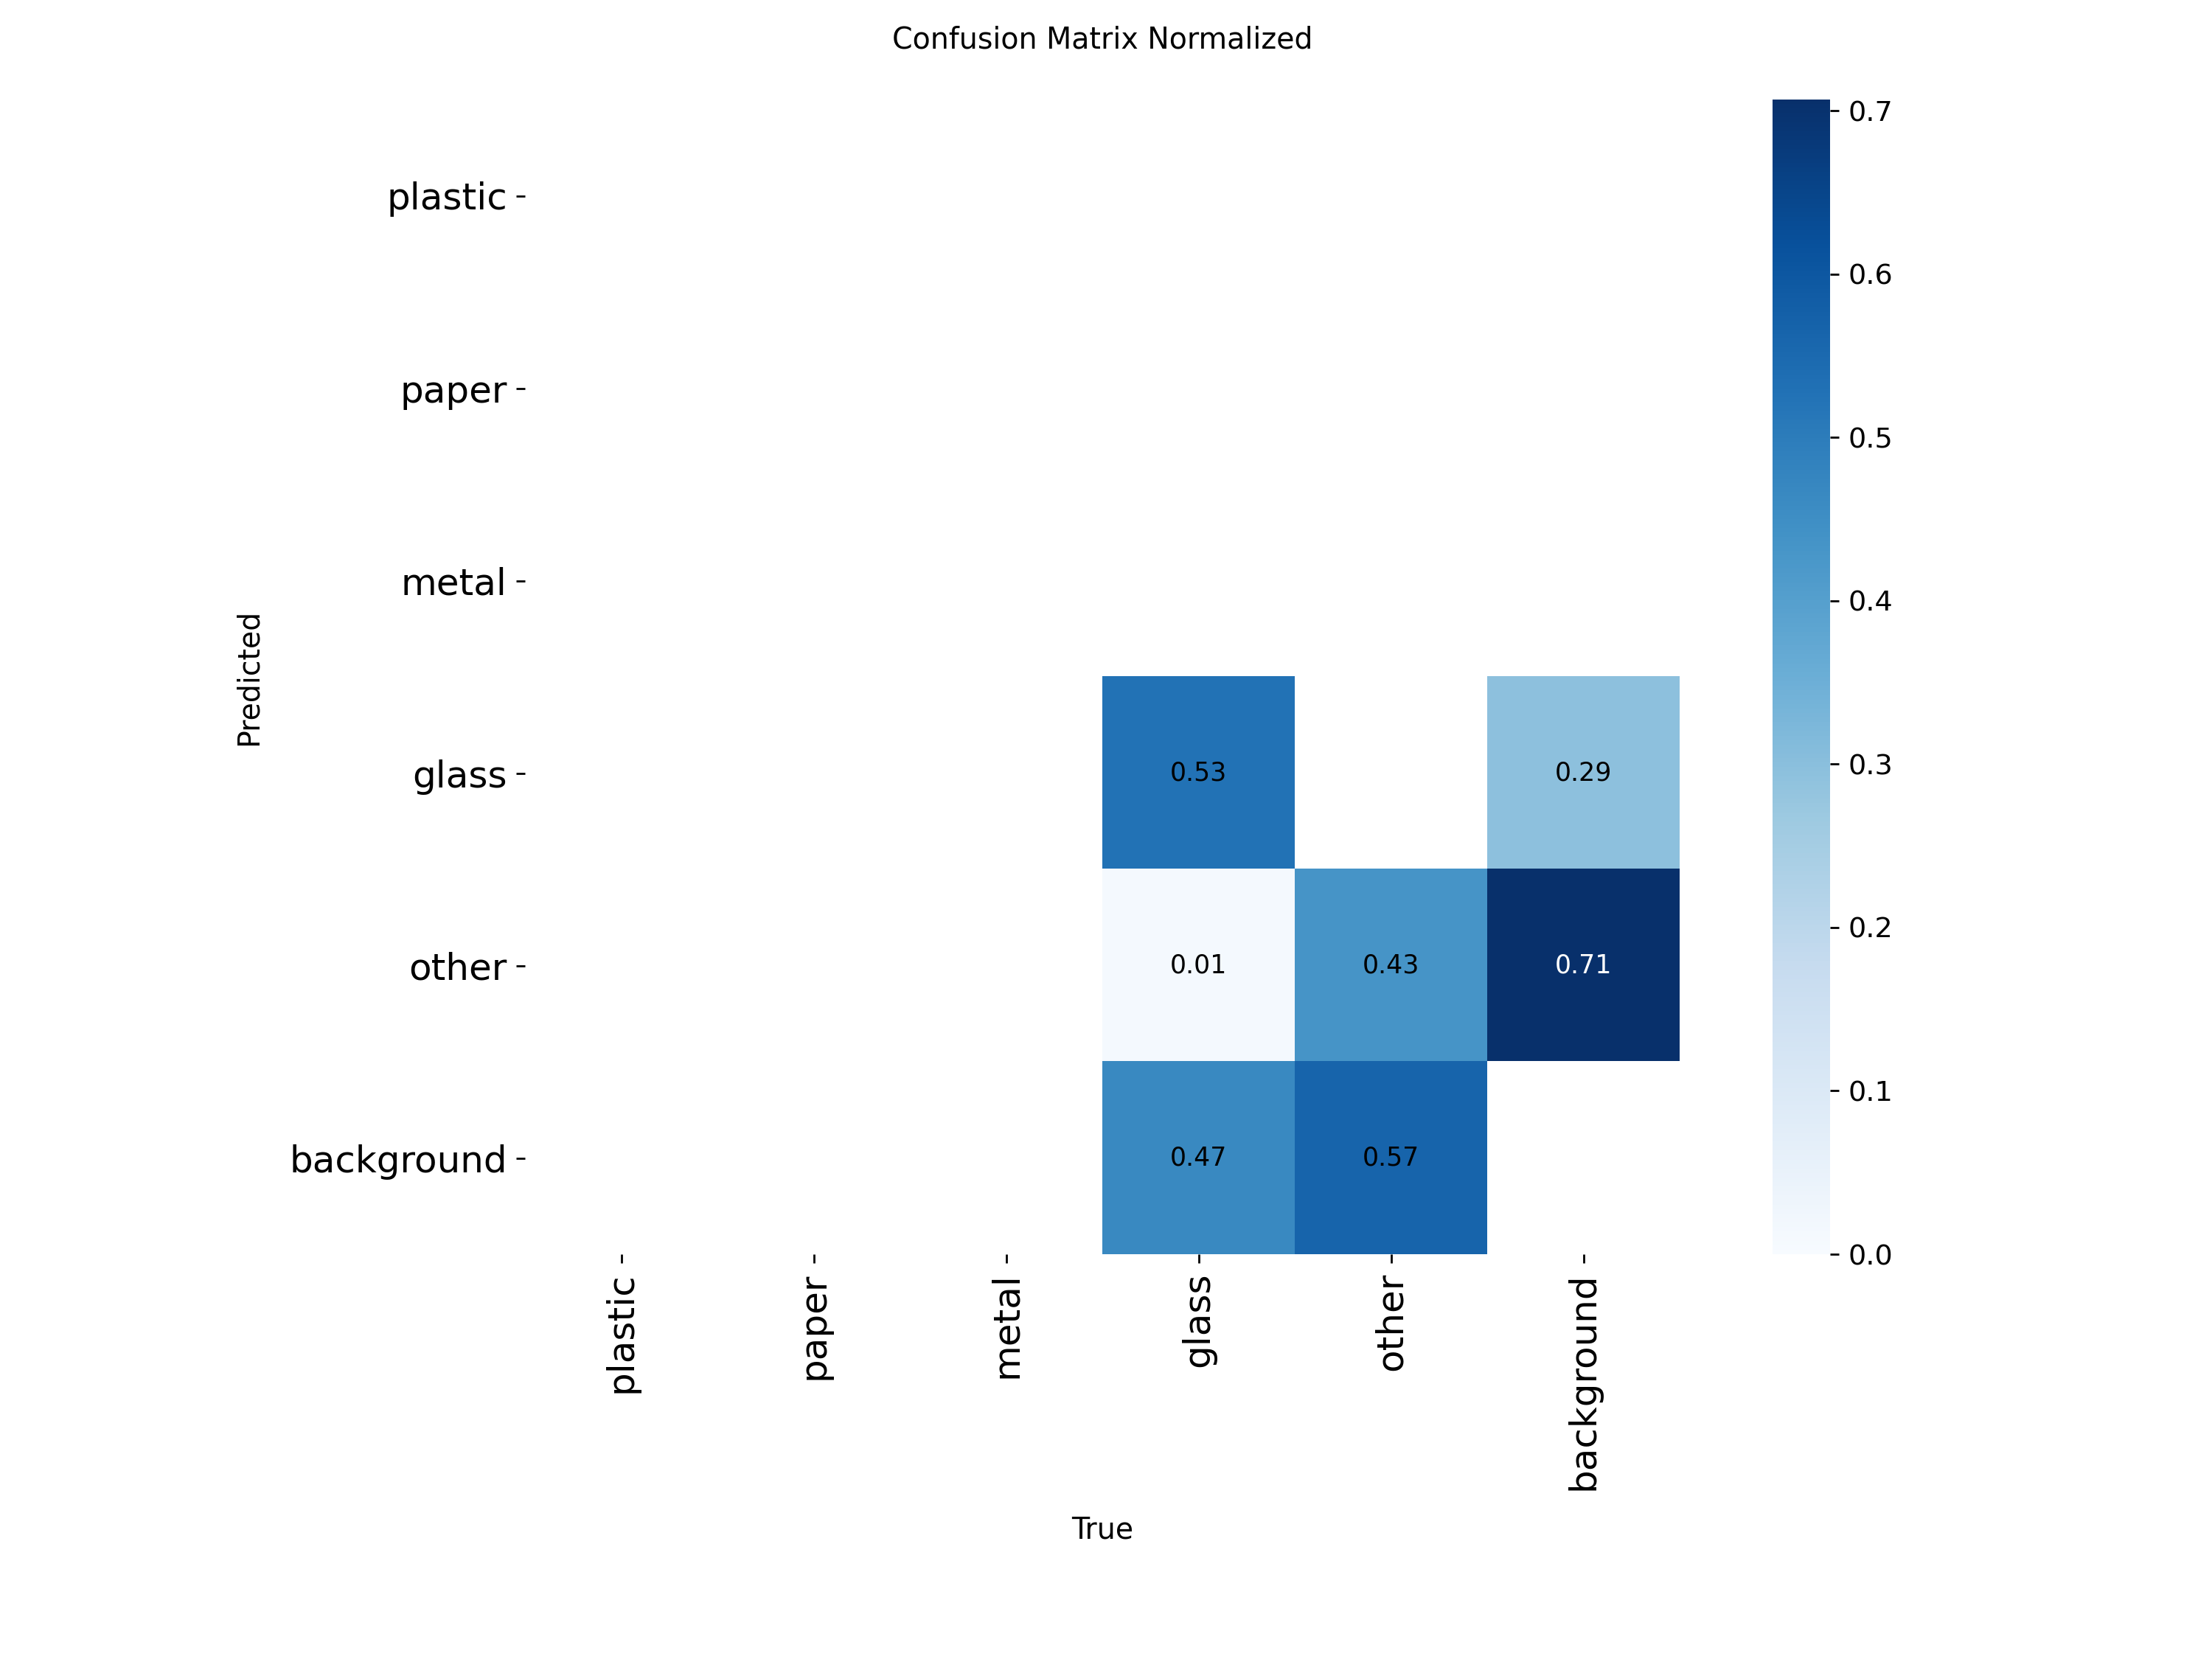 Confusion Matrix Normalized
Predicted
plastic
paper
metal
glass
other
background
0.53
0.29
0.01
0.43
0.71
0.47
0.57
plastic
paper
metal
glass
other
background
True
0.7
0.6
0.5
0.4
0.3
0.2
0.1
0.0